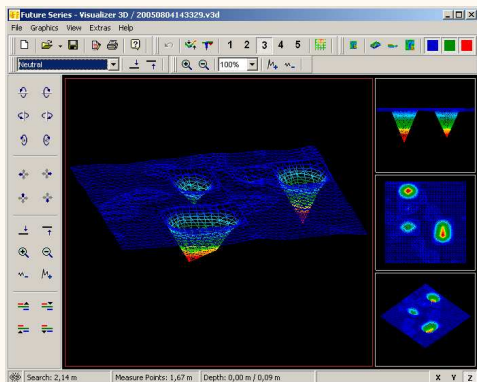 Future Series - Visualizer 3D / 20050804143329.v3d
File Graphics View Extras Help
1 2 3 4 5
Neutral 100%
Search: 2,14 m Measure Points: 1,67 m Depth: 0,00 m / 0,09 m X Y Z